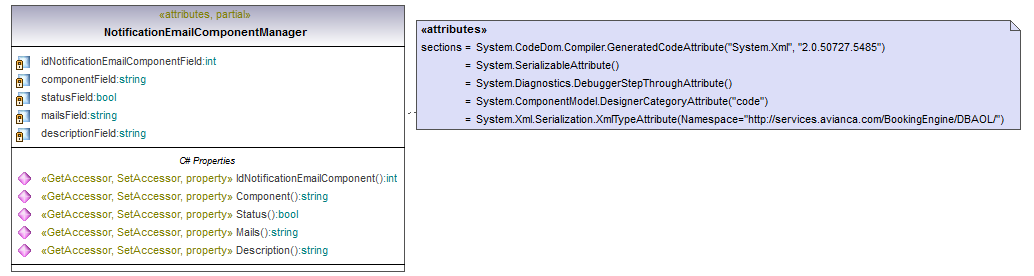 «attributes, partial»
NotificationEmailComponentManager
idNotificationEmailComponentField:int
componentField:string
statusField:bool
mailsField:string
descriptionField:string
C# Properties
«GetAccessor, SetAccessor, property» IdNotificationEmailComponent():int
«GetAccessor, SetAccessor, property» Component():string
«GetAccessor, SetAccessor, property» Status():bool
«GetAccessor, SetAccessor, property» Mails():string
«GetAccessor, SetAccessor, property» Description():string
«attributes»
sections = System.CodeDom.Compiler.GeneratedCodeAttribute("System.Xml", "2.0.50727.5485")
= System.SerializableAttribute()
= System.Diagnostics.DebuggerStepThroughAttribute()
= System.ComponentModel.DesignerCategoryAttribute("code")
= System.Xml.Serialization.XmlTypeAttribute(Namespace="http://services.avianca.com/BookingEngine/DBAOL/")